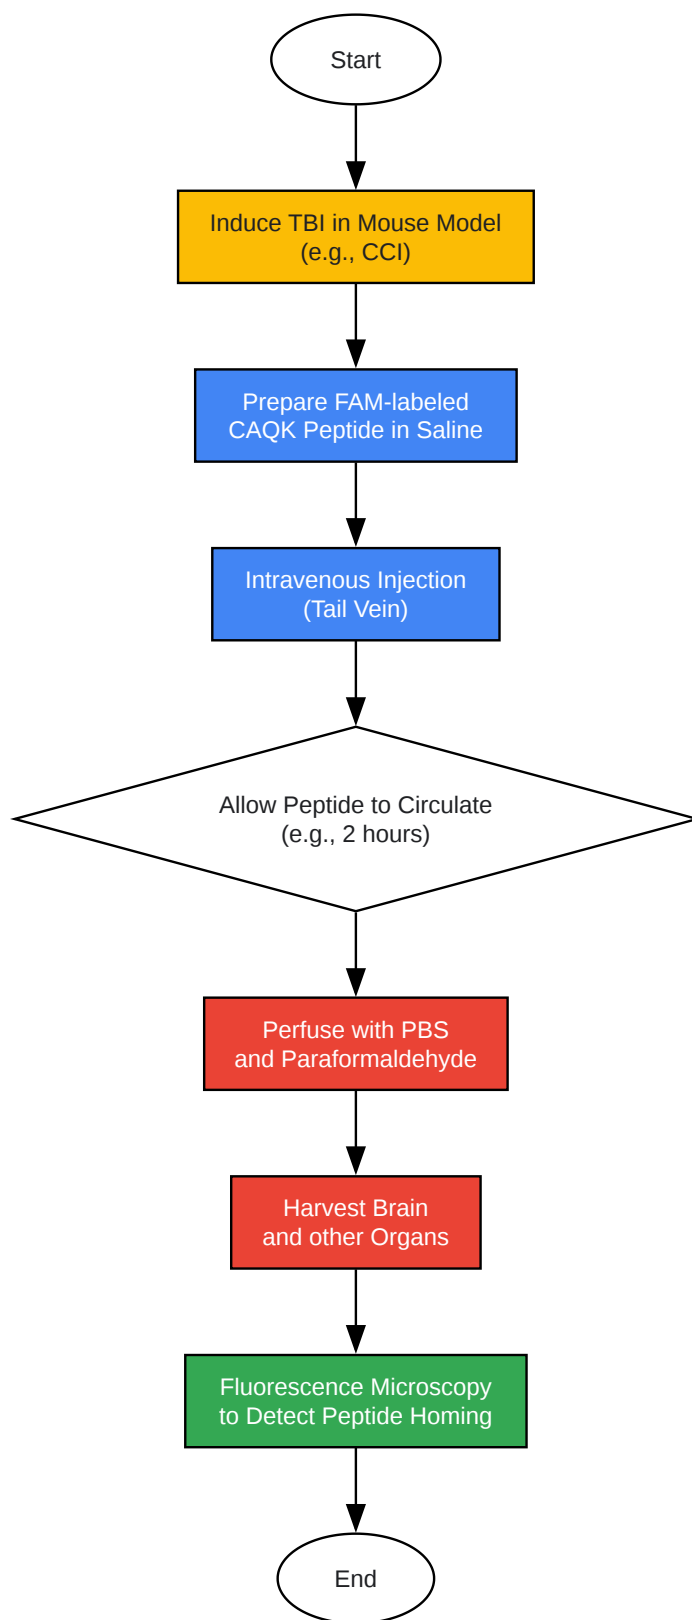 Start
Induce TBI in Mouse Model
(e.g., CCI)
Prepare FAM-labeled
CAQK Peptide in Saline
Intravenous Injection
(Tail Vein)
Allow Peptide to Circulate
(e.g., 2 hours)
Perfuse with PBS
and Paraformaldehyde
Harvest Brain
and other Organs
Fluorescence Microscopy
to Detect Peptide Homing
End